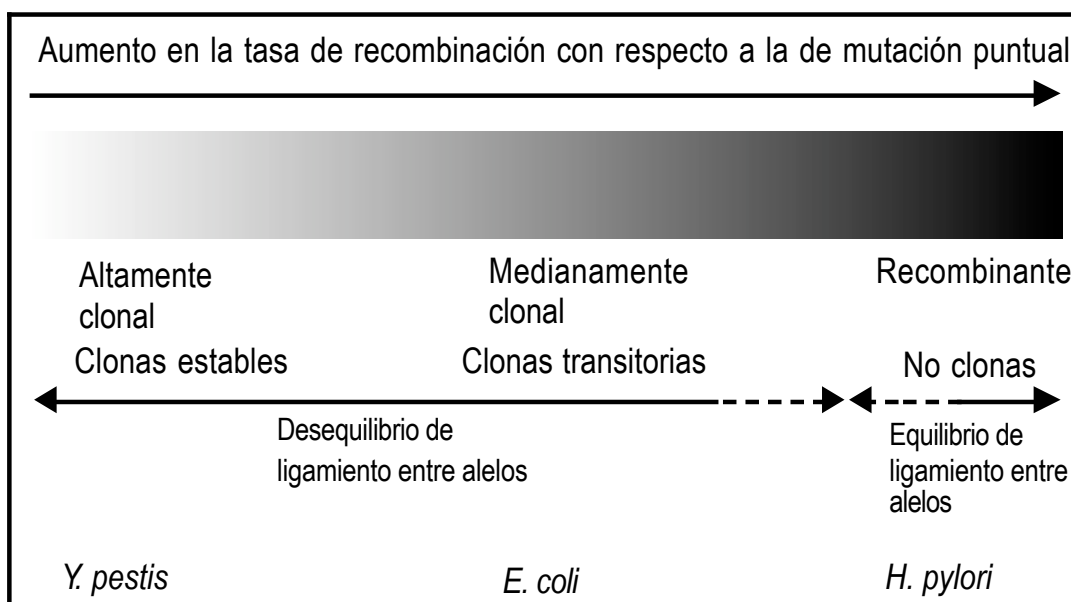 Aumento en la tasa de recombinación con respecto a la de mutación puntual
Altamente
clonal
Medianamente
clonal
Recombinante
Clonas estables
Clonas transitorias
No clonas
Desequilibrio de
ligamiento entre alelos
Equilibrio de
ligamiento entre
alelos
Y. pestis
E. coli
H. pylori